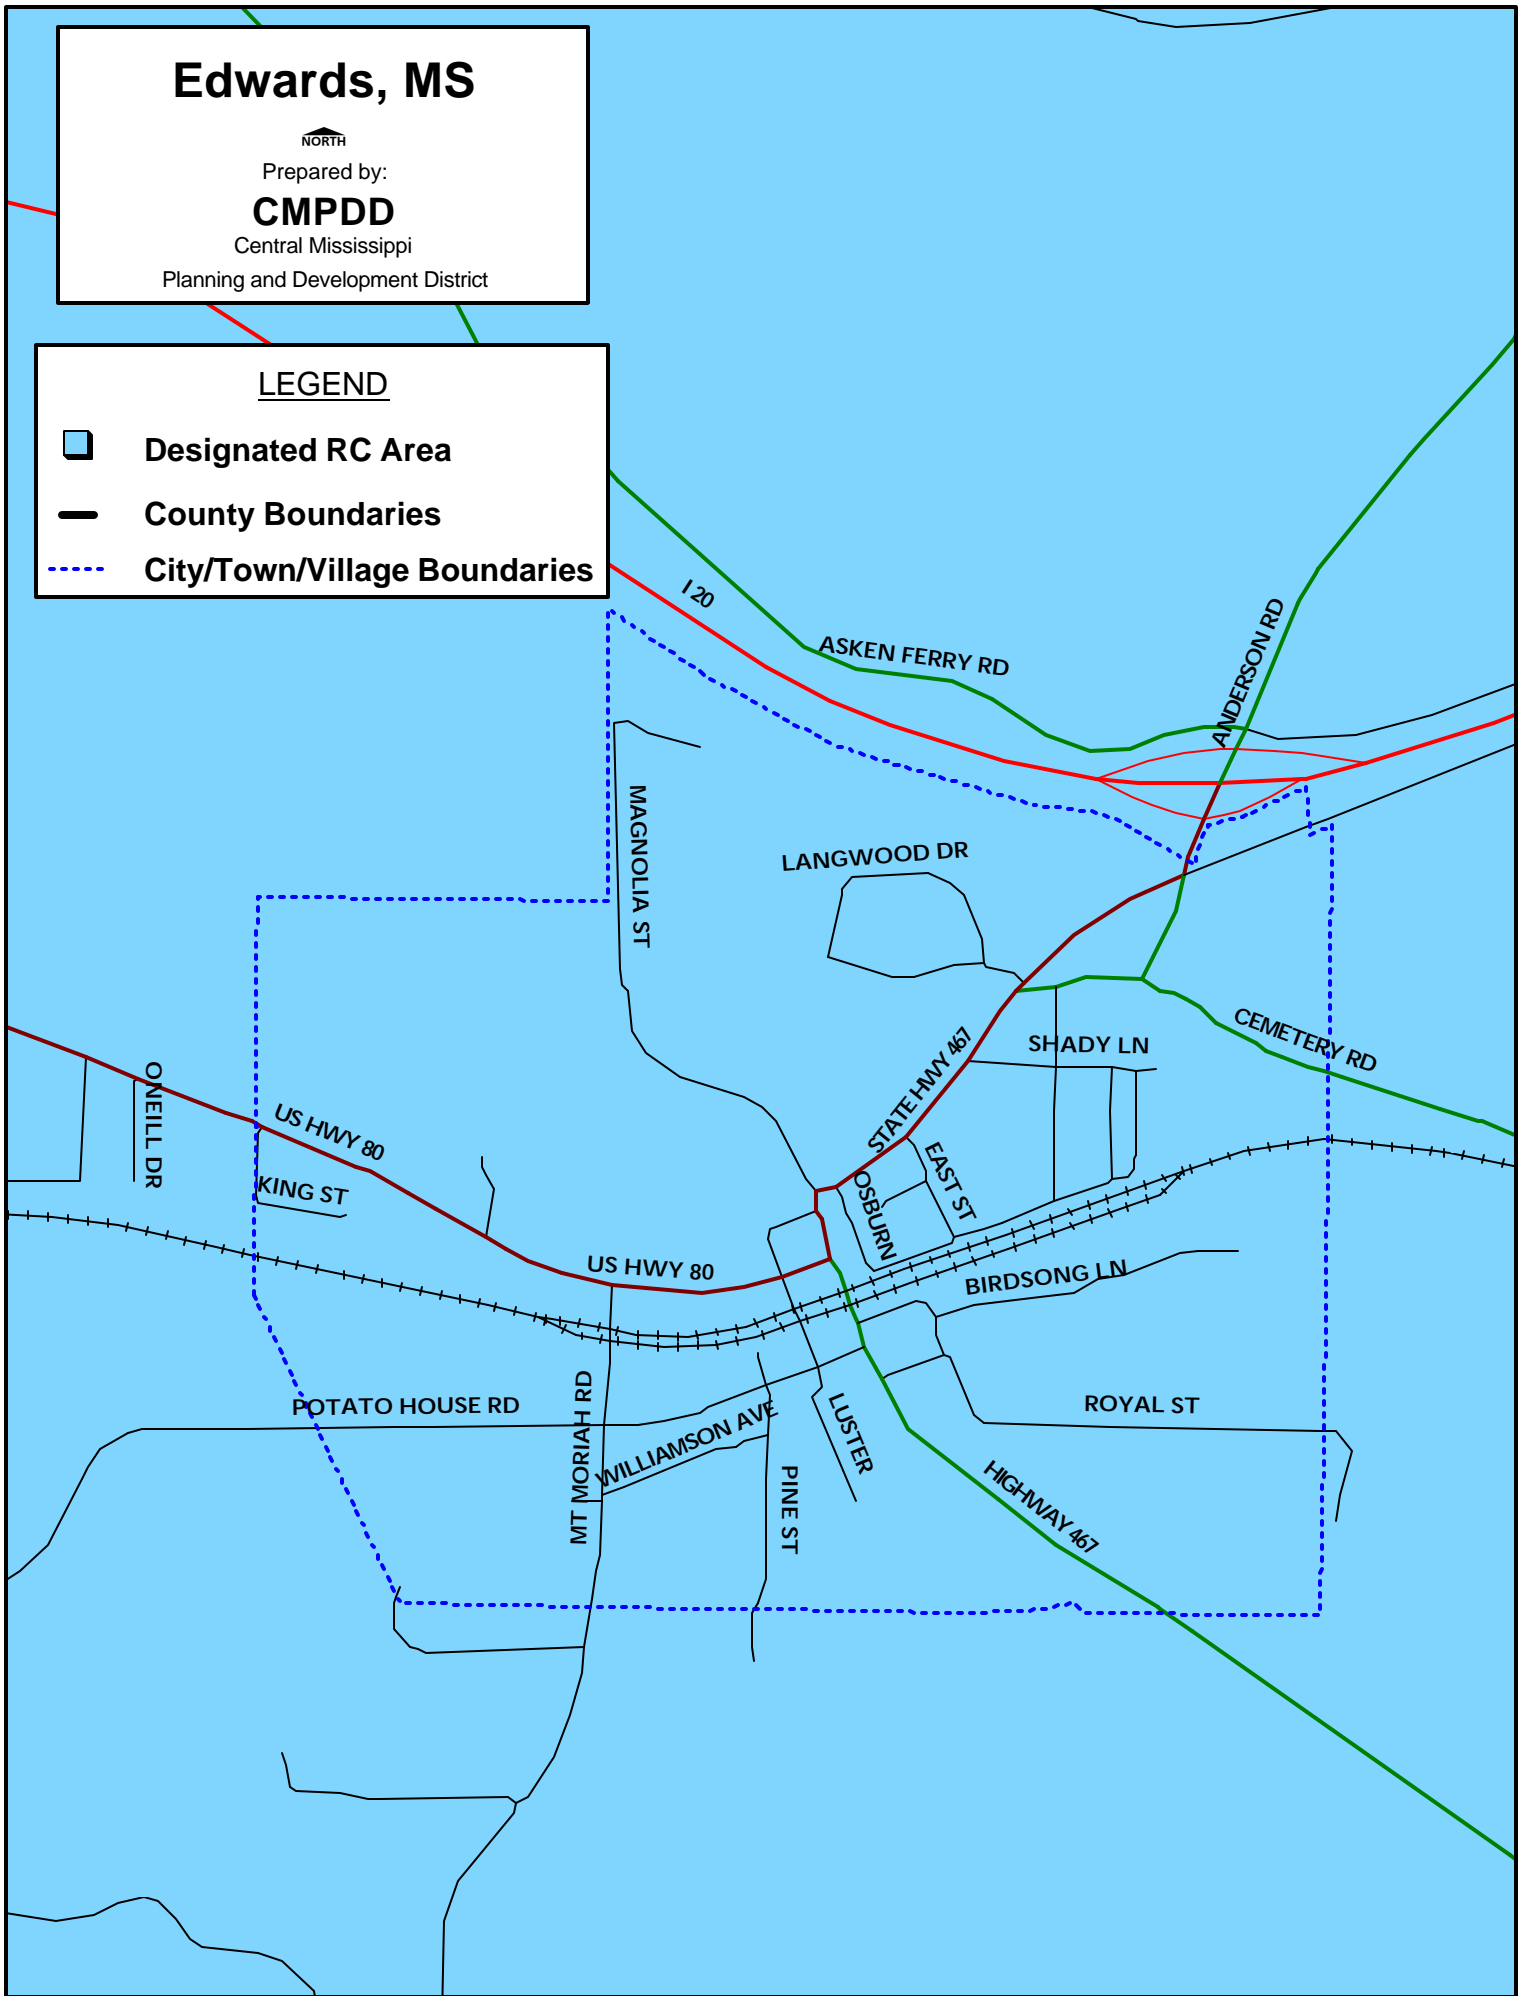 Edwards, MS
NORTH
Prepared by:
CMPDD
Central Mississippi
Planning and Development District
LEGEND
Designated RC Area
County Boundaries
City/Town/Village Boundaries
I 20
ASKEN FERRY RD
ANDERSON RD
MAGNOLIA ST
LANGWOOD DR
CEMETERY RD
SHADY LN
STATE HWY 467
ONEILL DR
US HWY 80
KING ST
EAST ST
OSBURN
US HWY 80
BIRDSONG LN
POTATO HOUSE RD
MT MORIAH RD
WILLIAMSON AVE
LUSTER
ROYAL ST
PINE ST
HIGHWAY 467